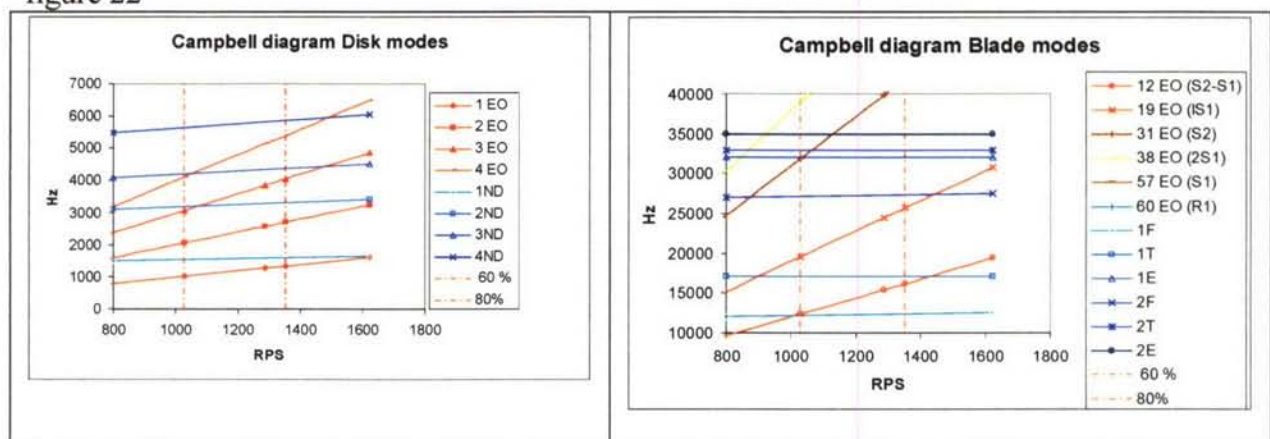 figure 22
Campbell diagram Disk modes
7000
6000
5000
4000
3000
2000
1000
0
Hz
800
1000
1200
1400
1600
1800
RPS
1 EO
2 EO
3 EO
4 EO
1ND
2ND
3ND
4ND
60 %
80%
Campbell diagram Blade modes
40000
35000
30000
25000
20000
15000
10000
Hz
800
1000
1200
1400
1600
1800
RPS
12 EO (S2-S1)
19 EO (IS1)
31 EO (S2)
38 EO (2S1)
57 EO (S1)
60 EO (R1)
1F
1T
1E
2F
2T
2E
60 %
80%